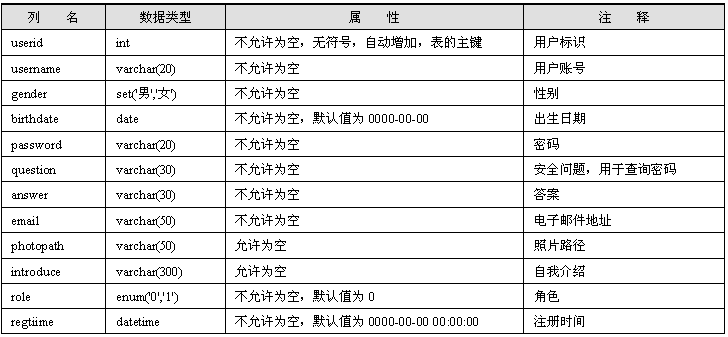 列 名 数据类型 属 性 注 释
userid int 不允许为空，无符号，自动增加，表的主键 用户标识
username varchar(20) 不允许为空 用户账号
gender set('男','女') 不允许为空 性别
birthdate date 不允许为空，默认值为 0000-00-00 出生日期
password varchar(20) 不允许为空 密码
question varchar(30) 不允许为空 安全问题，用于查询密码
answer varchar(30) 不允许为空 答案
email varchar(50) 不允许为空 电子邮件地址
photopath varchar(50) 允许为空 照片路径
introduce varchar(300) 允许为空 自我介绍
role enum('0','1') 不允许为空，默认值为 0 角色
regtiime datetime 不允许为空，默认值为 0000-00-00 00:00:00 注册时间